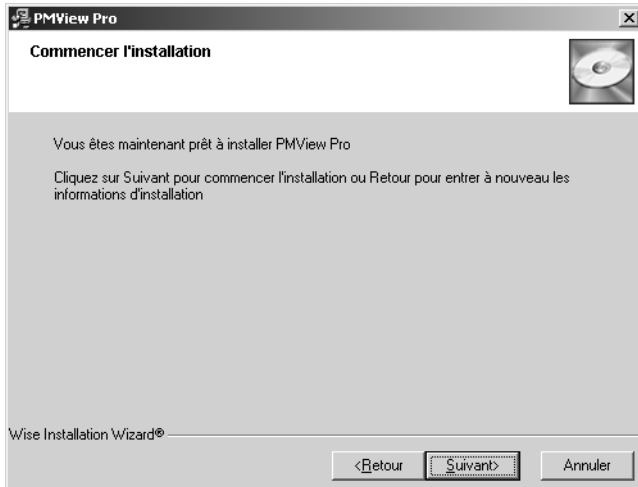 PMView Pro
Commencer l'installation
Vous êtes maintenant prêt à installer PMView Pro
Cliquez sur Suivant pour commencer l'installation ou Retour pour entrer à nouveau les
informations d'installation
Wise Installation Wizard®
<Retour Suivant> Annuler